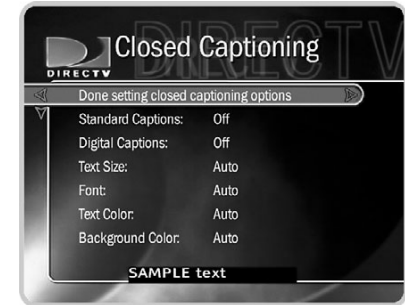 DIRECTV
DIRECTV
Closed Captioning
Done setting closed captioning options
Standard Captions: Off
Digital Captions: Off
Text Size: Auto
Font: Auto
Text Color: Auto
Background Color: Auto
SAMPLE text